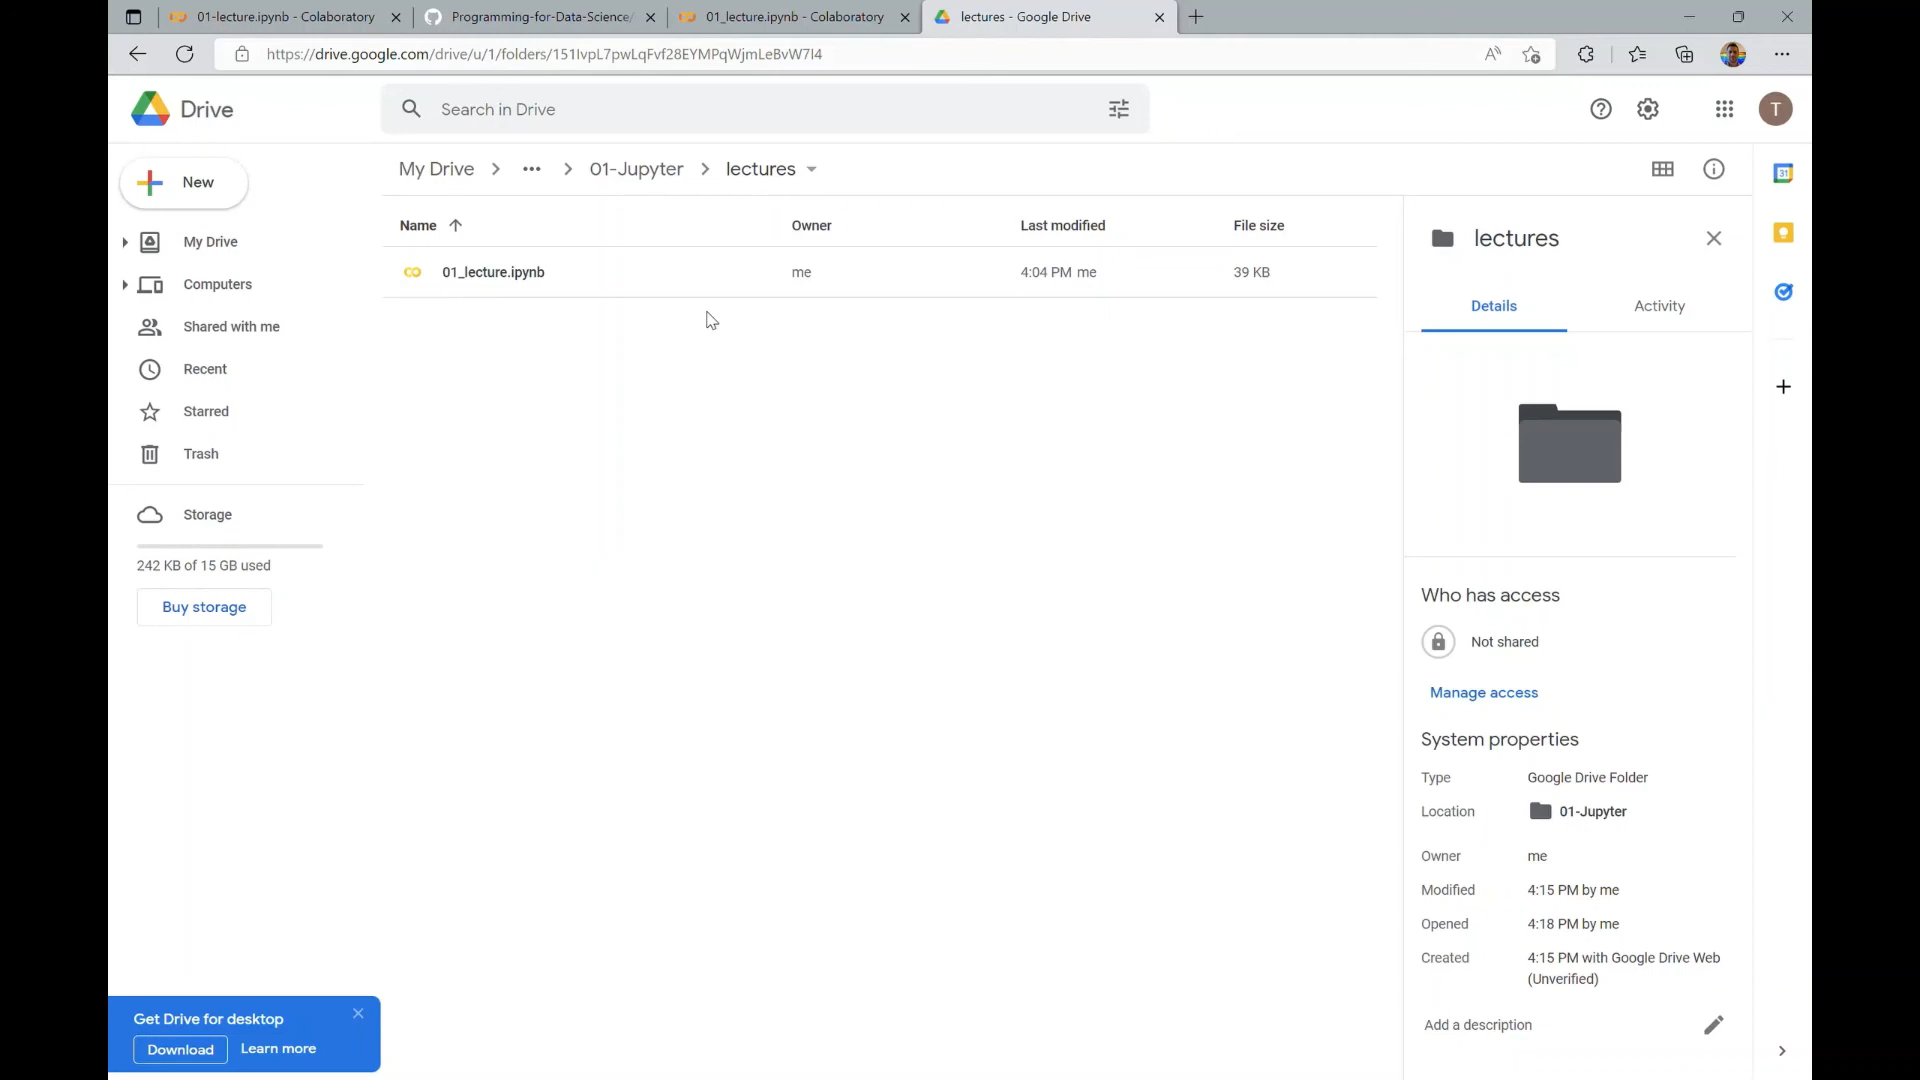 01-lecture.ipynb - Colaboratory
Programming-for-Data-Science/
01_lecture.ipynb - Colaboratory
lectures - Google Drive
https://drive.google.com/drive/u/1/folders/151IvpL7pwLqFvf28EYMPqWjmLeBvW7I4
Drive
Search in Drive
T
New
My Drive
Computers
Shared with me
Recent
Starred
Trash
Storage
242 KB of 15 GB used
Buy storage
Get Drive for desktop
Download
Learn more
My Drive > ... > 01-Jupyter > lectures
Name Owner Last modified File size
01_lecture.ipynb me 4:04 PM me 39 KB
lectures
Details Activity
Who has access
Not shared
Manage access
System properties
Type Google Drive Folder
Location 01-Jupyter
Owner me
Modified 4:15 PM by me
Opened 4:18 PM by me
Created 4:15 PM with Google Drive Web
(Unverified)
Add a description
31